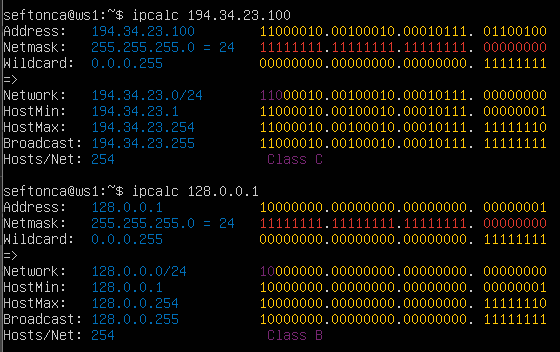 seftonca@ws1:~$ ipcalc 194.34.23.100
Address:   194.34.23.100         11000010.00100010.00010111. 01100100
Netmask:   255.255.255.0 = 24    11111111.11111111.11111111. 00000000
Wildcard:  0.0.0.255             00000000.00000000.00000000. 11111111
=>
Network:   194.34.23.0/24        11000010.00100010.00010111. 00000000
HostMin:   194.34.23.1           11000010.00100010.00010111. 00000001
HostMax:   194.34.23.254         11000010.00100010.00010111. 11111110
Broadcast: 194.34.23.255         11000010.00100010.00010111. 11111111
Hosts/Net: 254                    Class C
seftonca@ws1:~$ ipcalc 128.0.0.1
Address:   128.0.0.1             10000000.00000000.00000000. 00000001
Netmask:   255.255.255.0 = 24    11111111.11111111.11111111. 00000000
Wildcard:  0.0.0.255             00000000.00000000.00000000. 11111111
=>
Network:   128.0.0.0/24          10000000.00000000.00000000. 00000000
HostMin:   128.0.0.1             10000000.00000000.00000000. 00000001
HostMax:   128.0.0.254           10000000.00000000.00000000. 11111110
Broadcast: 128.0.0.255           10000000.00000000.00000000. 11111111
Hosts/Net: 254                    Class B